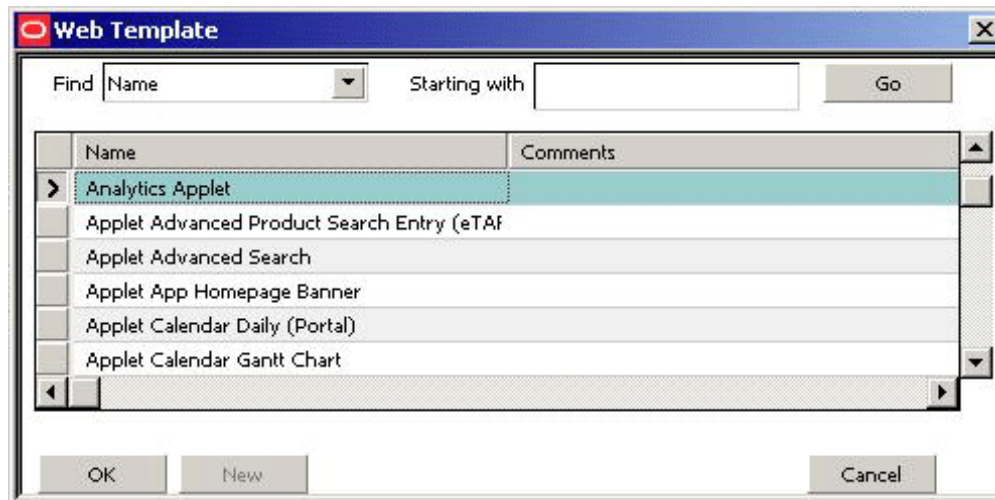 Web Template
Find Name Starting with Go
Name Comments
Analytics Applet
Applet Advanced Product Search Entry (eTAF
Applet Advanced Search
Applet App Homepage Banner
Applet Calendar Daily (Portal)
Applet Calendar Gantt Chart
OK New Cancel